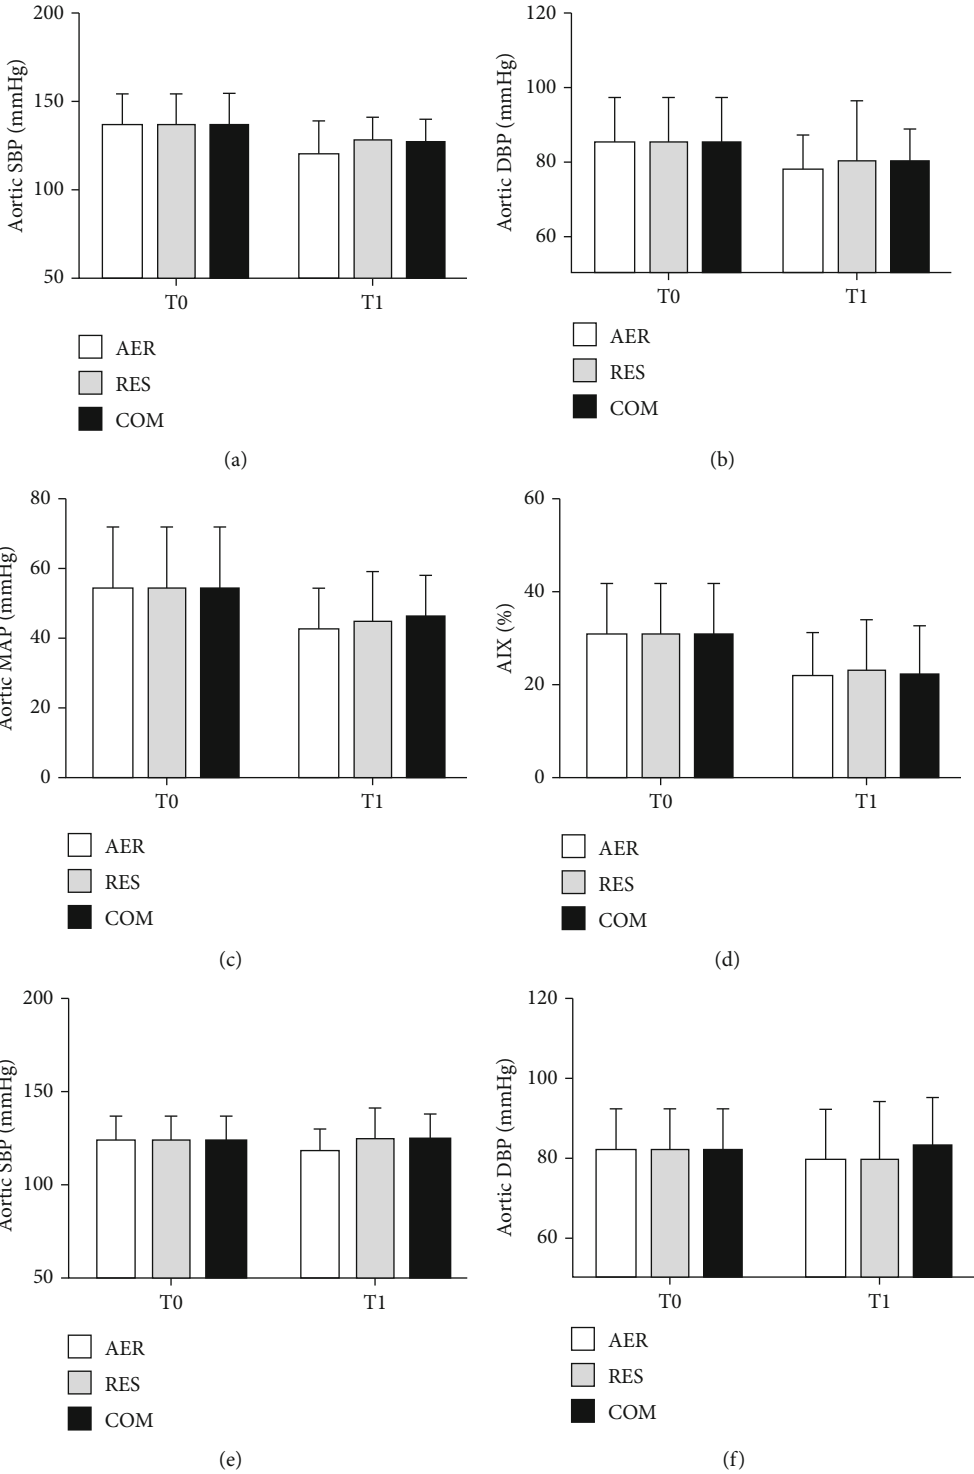 200
150
100
50
Aortic SBP (mmHg)
T0
T1
AER
RES
COM
(a)
120
100
80
60
Aortic DBP (mmHg)
T0
T1
AER
RES
COM
(b)
80
60
40
20
0
Aortic MAP (mmHg)
T0
T1
AER
RES
COM
(c)
60
40
20
0
AIX (%)
T0
T1
AER
RES
COM
(d)
200
150
100
50
Aortic SBP (mmHg)
T0
T1
AER
RES
COM
(e)
120
100
80
60
Aortic DBP (mmHg)
T0
T1
AER
RES
COM
(f)